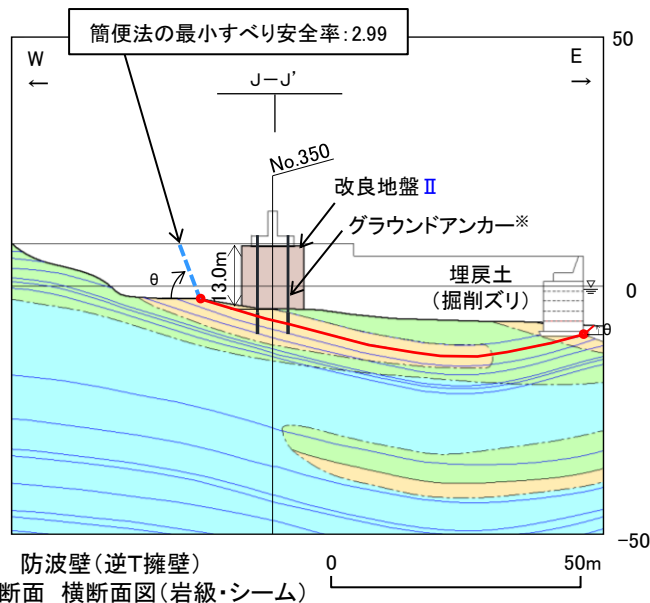 簡便法の最小すべり安全率:2.99
50
W
←
E
→
J-J'
No.350
改良地盤Ⅱ
グラウンドアンカー※
13.0m
θ
埋戻土
(掘削ズリ)
0
θ
-50
防波壁(逆T擁壁)
断面 横断面図(岩級・シーム)
0
50m